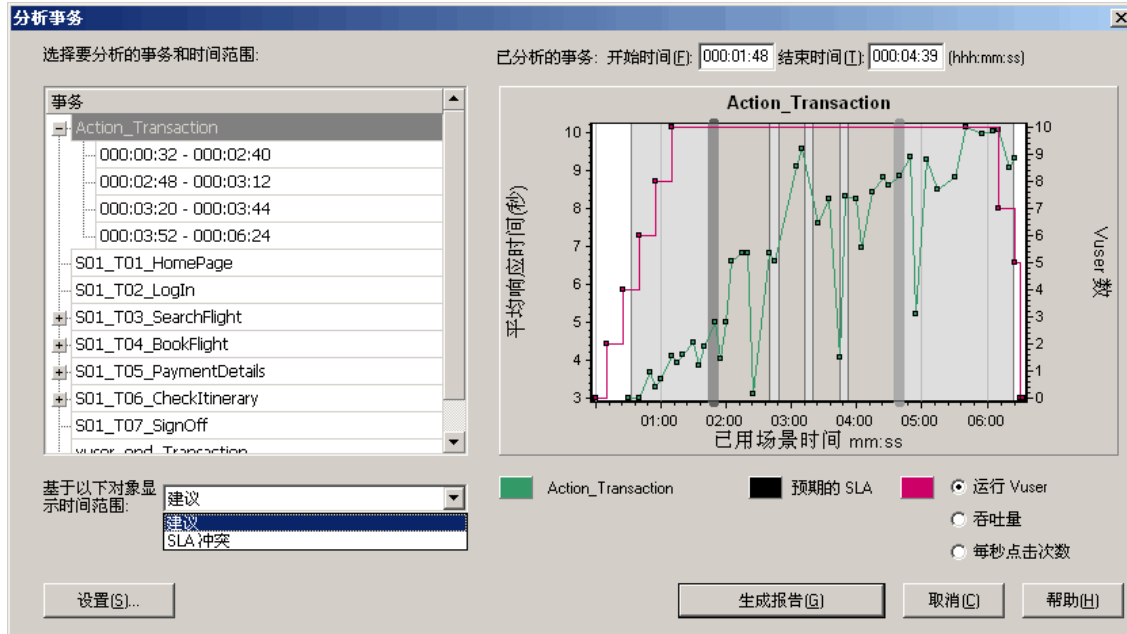 分析事务
选择要分析的事务和时间范围:
已分析的事务: 开始时间(F): 000:01:48 结束时间(T): 000:04:39 (hhh:mm:ss)
事务
Action_Transaction
000:00:32 - 000:02:40
000:02:48 - 000:03:12
000:03:20 - 000:03:44
000:03:52 - 000:06:24
S01_T01_HomePage
S01_T02_LogIn
S01_T03_SearchFlight
S01_T04_BookFlight
S01_T05_PaymentDetails
S01_T06_CheckItinerary
S01_T07_SignOff
vuser_end_Transaction
Action_Transaction
平均响应时间(秒)
10
9
8
7
6
5
4
3
10
9
8
7
6
5
4
3
2
1
0
Vuser 数
01:00 02:00 03:00 04:00 05:00 06:00
已用场景时间 mm:ss
基于以下对象显
示时间范围:
建议
建议
SLA 冲突
Action_Transaction 预期的 SLA 运行 Vuser
吞吐量
每秒点击次数
设置(S)... 生成报告(G) 取消(C) 帮助(H)